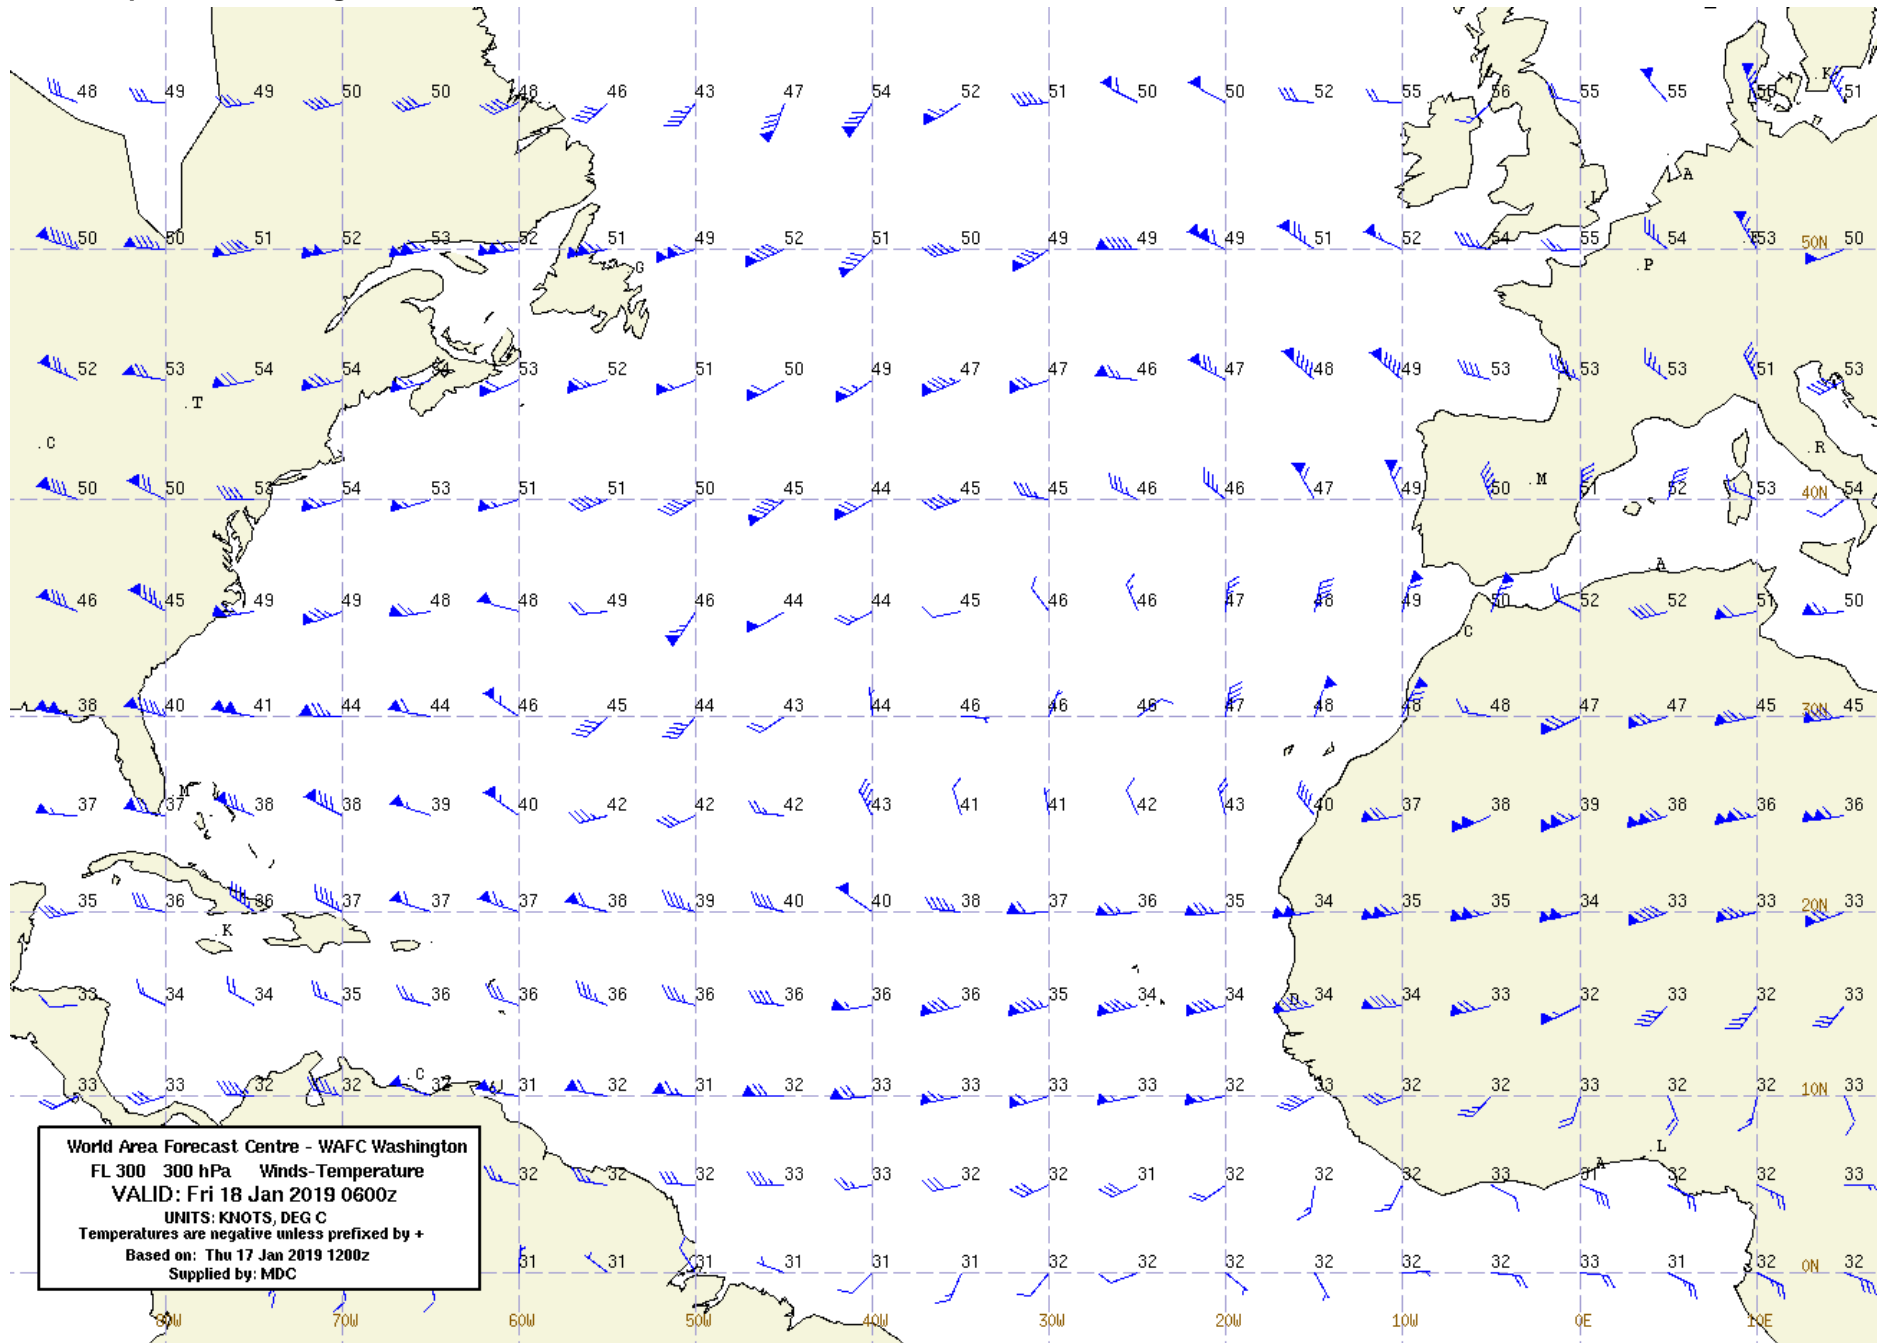 48 49 49 50 50 48 46 43 47 54 52 51 50 50 52 55 56 55 55 50 51
.K
A
.L
50 50 51 52 53 52 51 49 52 51 50 49 49 49 51 52 54 55 54 53 50N 50
G
.P
52 53 54 54 54 53 52 51 50 49 47 47 46 47 48 49 53 53 53 51 53
.T
.C
.R
50 50 53 54 53 51 51 50 45 44 45 45 46 46 47 49 50 .M 51 52 53 40N 54
A
46 45 49 49 48 48 49 46 44 44 45 46 46 47 48 49 50 52 52 51 50
.C
38 40 41 44 44 46 45 44 43 44 46 46 46 47 48 48 48 47 47 45 30N 45
.M
37 37 38 38 39 40 42 42 42 43 41 41 42 43 40 37 38 39 38 36 36
35 36 36 37 37 37 38 39 40 40 38 37 36 35 34 35 35 34 33 33 20N 33
.K
33 34 34 35 36 36 36 36 36 36 36 35 34 34 D 34 34 33 32 33 32 33
.C
33 33 32 32 32 31 32 31 32 33 33 33 33 32 33 32 32 33 32 32 10N 33
World Area Forecast Centre - WAFC Washington
FL 300 300 hPa Winds-Temperature
VALID: Fri 18 Jan 2019 0600z
UNITS: KNOTS, DEG C
Temperatures are negative unless prefixed by +
Based on: Thu 17 Jan 2019 1200z
Supplied by: MDC
.L
A
32 32 32 33 33 32 32 31 32 32 32 33 31 32 32 33
31 31 31 31 31 31 32 32 32 32 32 32 33 31 32 0N 32
80W 70W 60W 50W 40W 30W 20W 10W 0E 10E